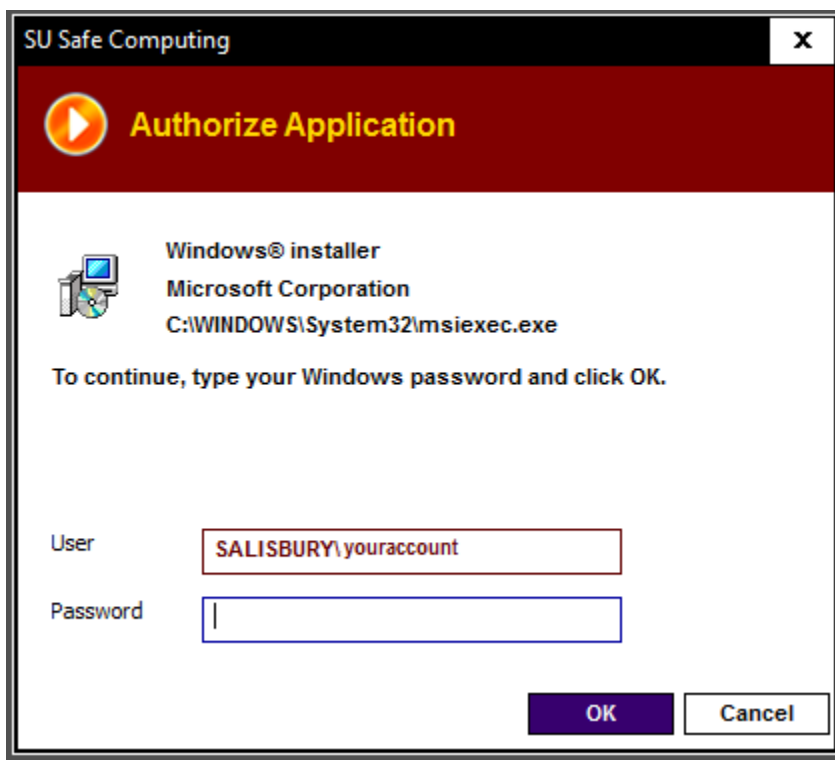 SU Safe Computing x
Authorize Application
Windows® installer
Microsoft Corporation
C:\WINDOWS\System32\msiexec.exe
To continue, type your Windows password and click OK.
User SALISBURY\youraccount
Password
OK Cancel